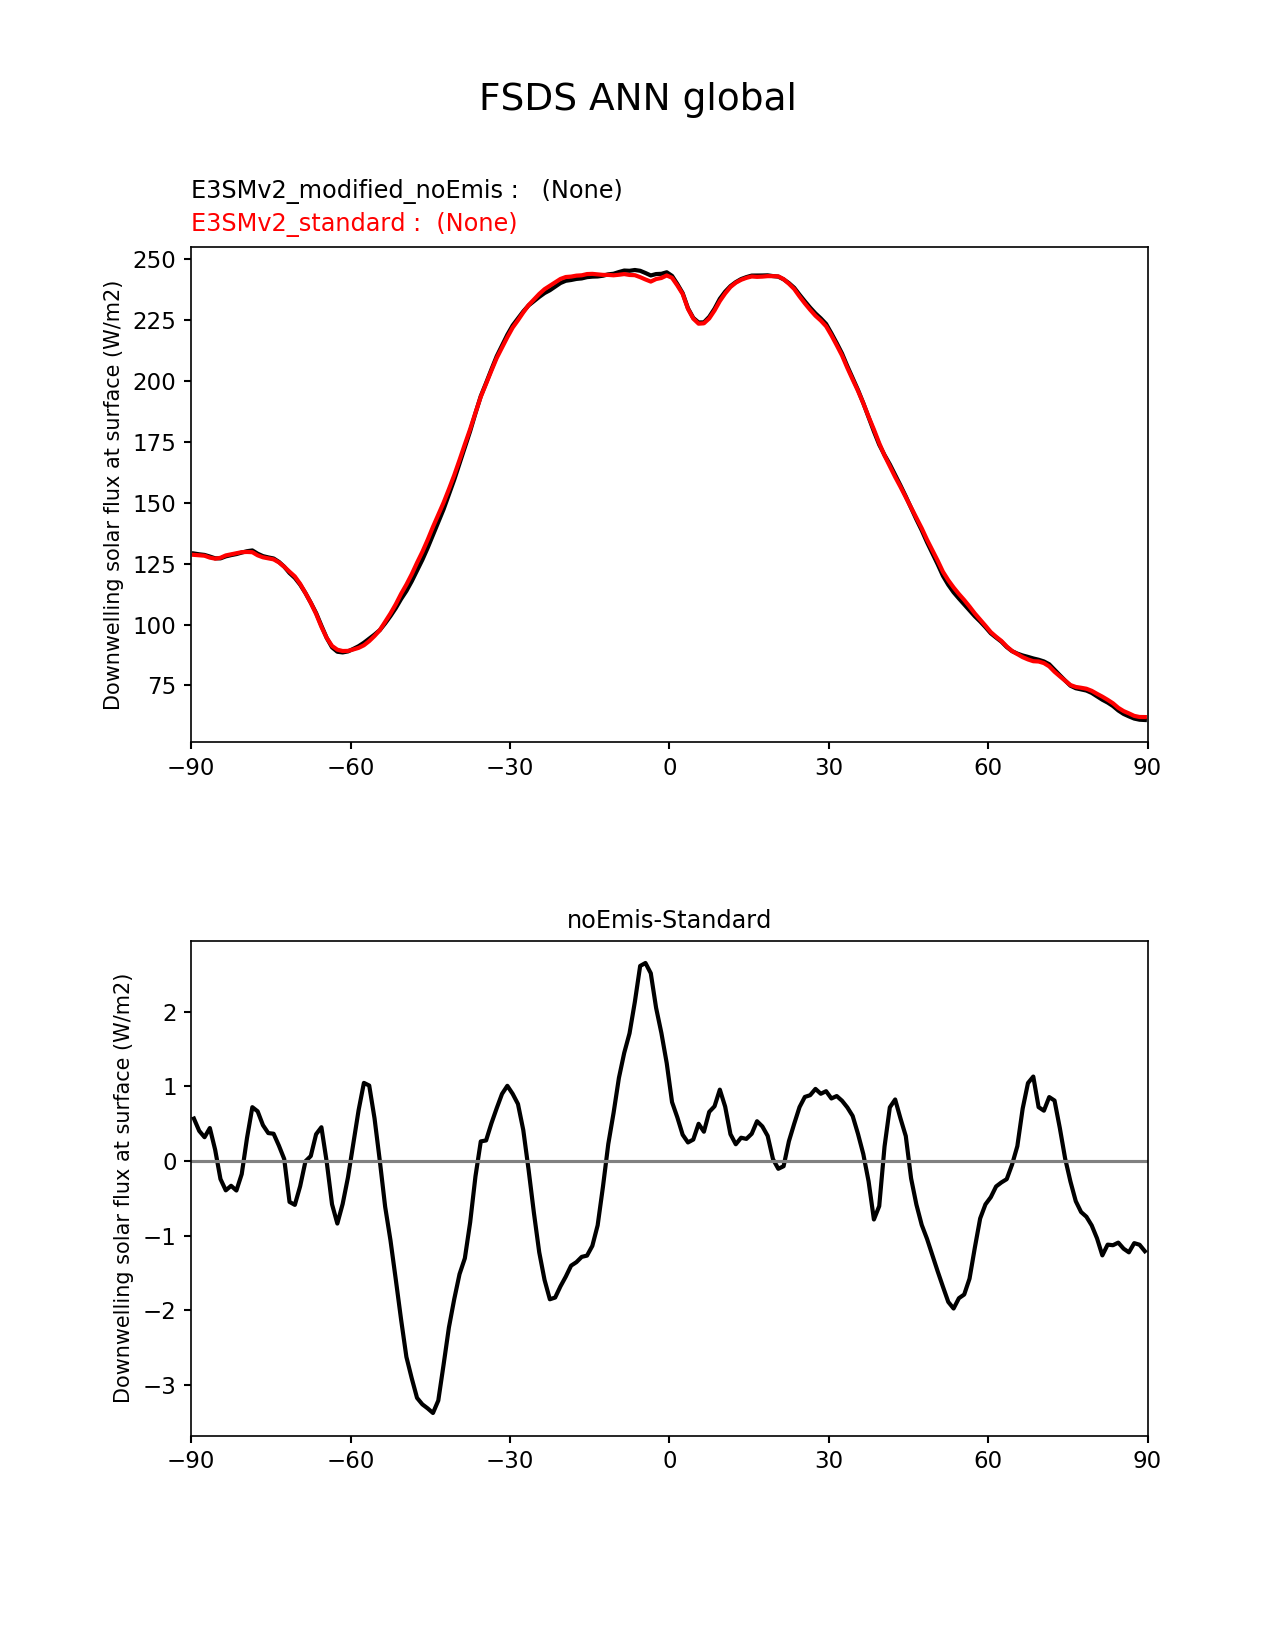 FSDS ANN global
E3SMv2_modified_noEmis :   (None)
E3SMv2_standard :  (None)
Downwelling solar flux at surface (W/m2)
250
225
200
175
150
125
100
75
−90 −60 −30 0 30 60 90
noEmis-Standard
Downwelling solar flux at surface (W/m2)
2
1
0
−1
−2
−3
−90 −60 −30 0 30 60 90